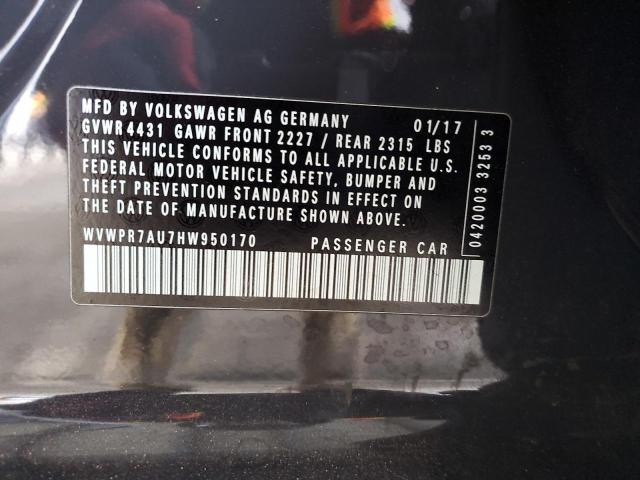 MFD BY VOLKSWAGEN AG GERMANY 01/17
GVWR 4431 GAWR FRONT 2227 / REAR 2315 LBS
THIS VEHICLE CONFORMS TO ALL APPLICABLE U.S.
FEDERAL MOTOR VEHICLE SAFETY, BUMPER AND
THEFT PREVENTION STANDARDS IN EFFECT ON
THE DATE OF MANUFACTURE SHOWN ABOVE.
WVWPR7AU7HW950170 PASSENGER CAR
0420003 3253 3